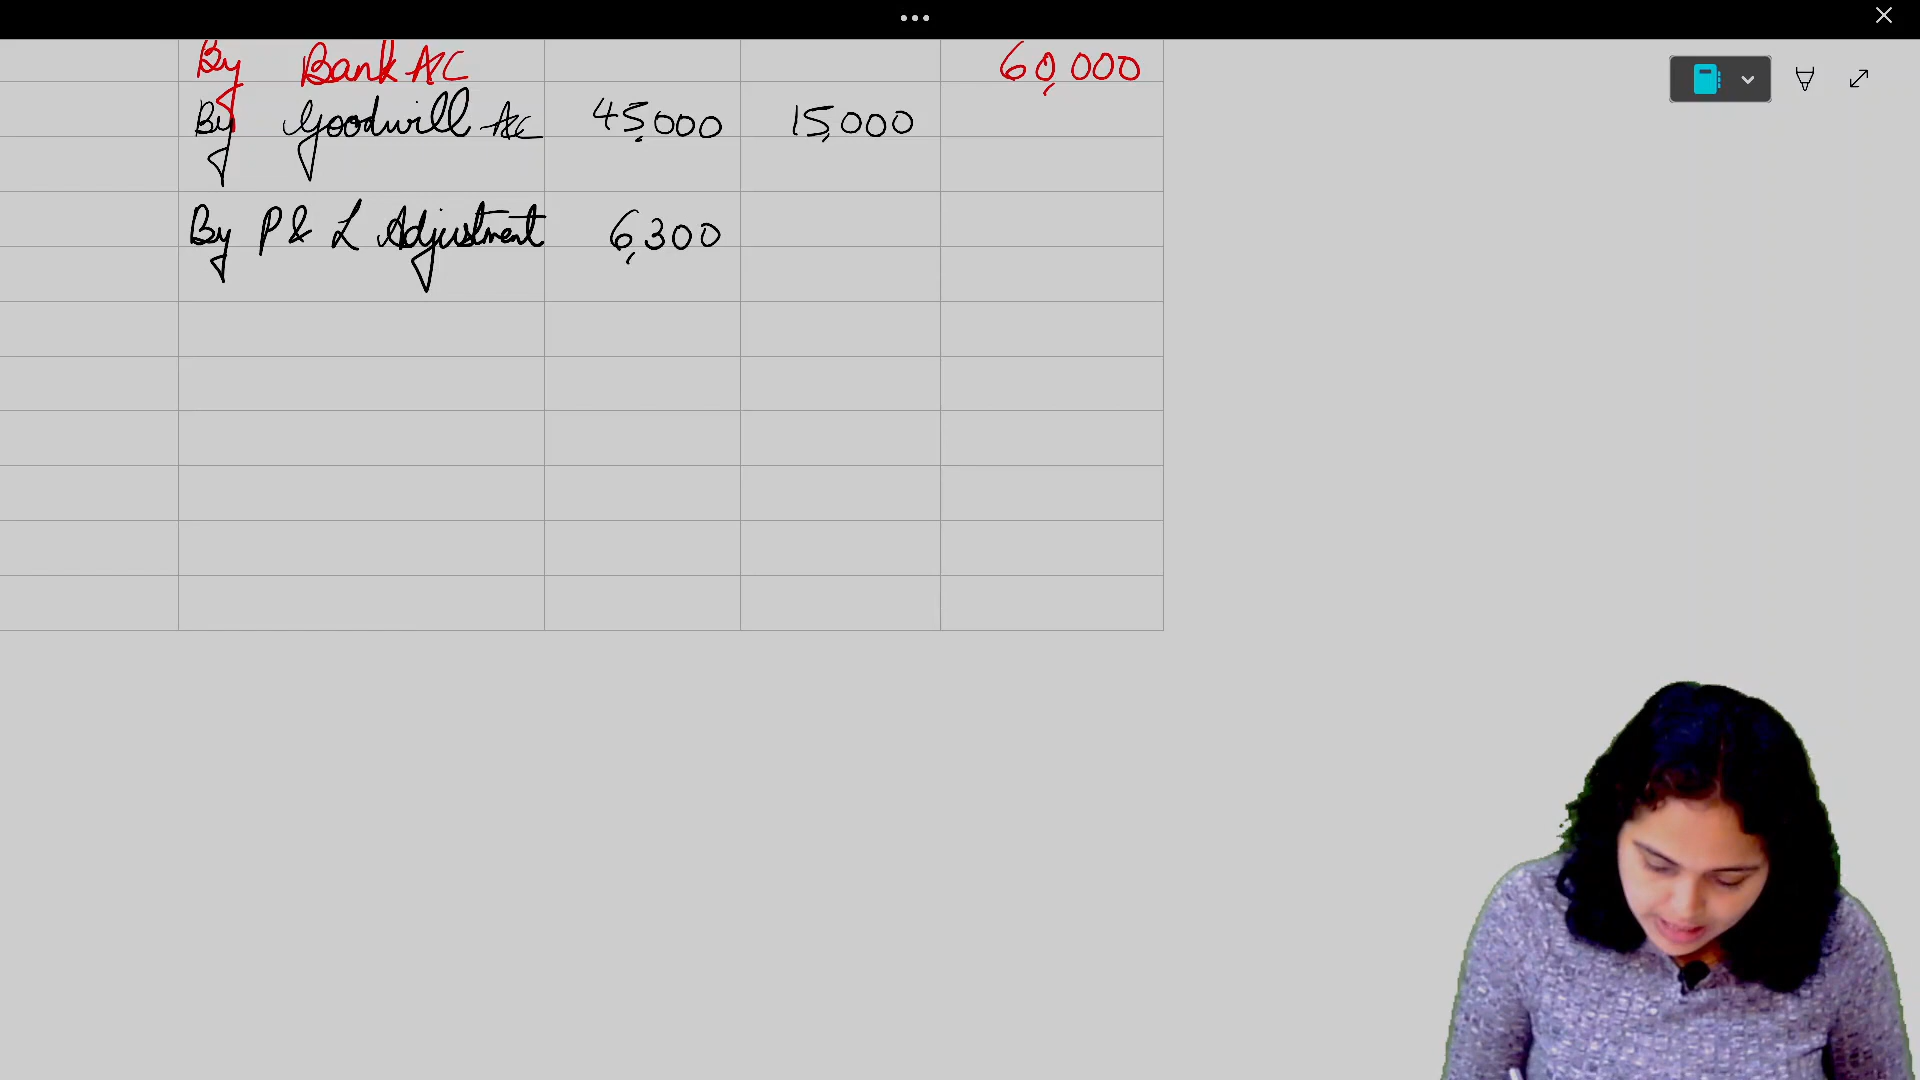 By Bank A/C 60,000
By Goodwill A/C 45,000 15,000
By P & L Adjustment 6,300